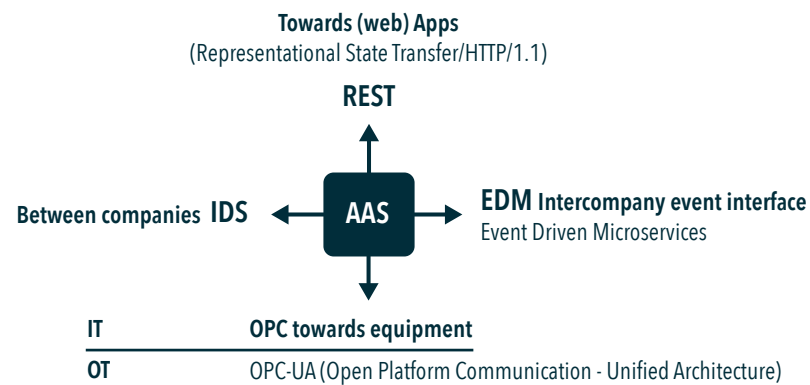 Towards (web) Apps
(Representational State Transfer/HTTP/1.1)
REST
Between companies IDS
AAS
EDM Intercompany event interface
Event Driven Microservices
IT OPC towards equipment
OT OPC-UA (Open Platform Communication - Unified Architecture)